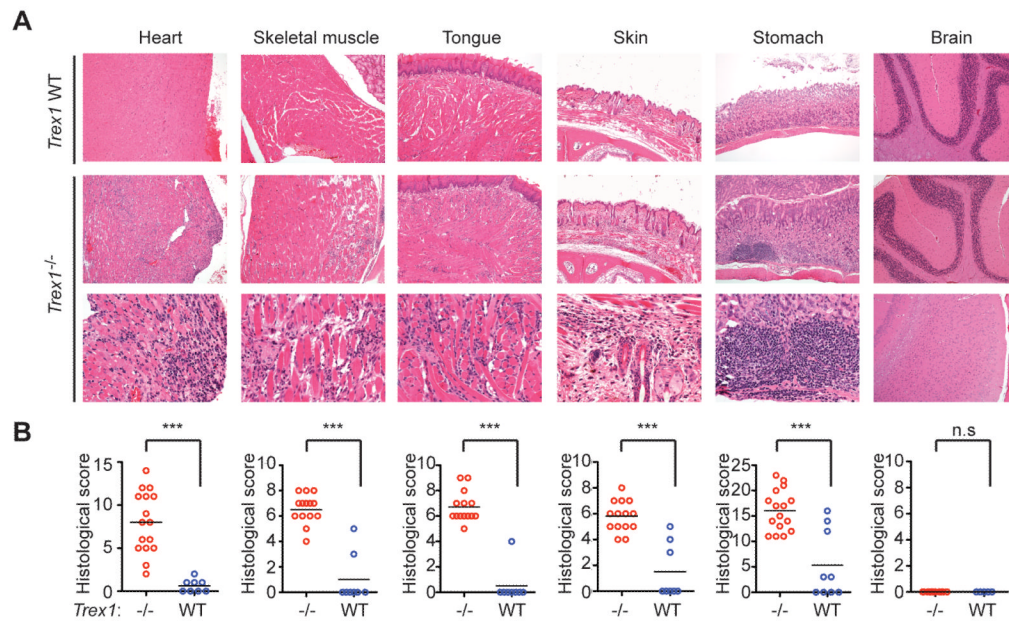 A
Heart Skeletal muscle Tongue Skin Stomach Brain
Trex1 WT
Trex1-/-
B
*** *** *** *** *** n.s
Histological score Histological score Histological score Histological score Histological score Histological score
15 10 8 10 25 10
10 8 6 8 20 8
5 6 4 6 15 6
0 4 2 4 10 4
2 0 2 5 2
0 0 0 0
Trex1: -/- WT -/- WT -/- WT -/- WT -/- WT -/- WT